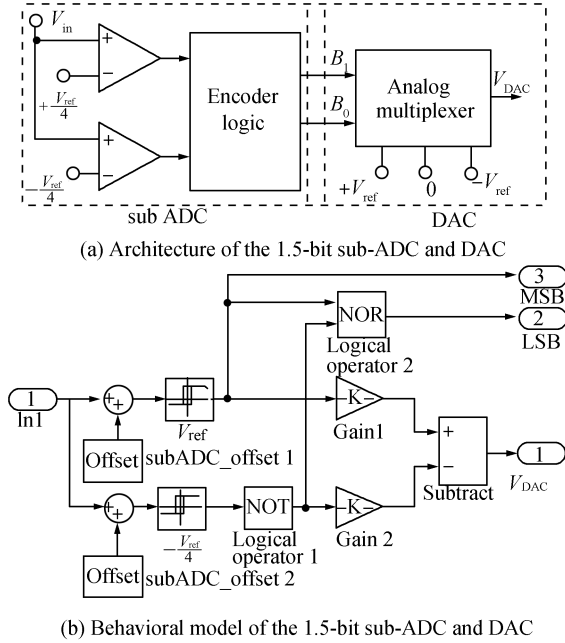 V_in
+
−
+ V_ref/4
+
−
−V_ref/4
Encoder
logic
B_1
B_0
Analog
multiplexer
V_DAC
+V_ref
0
−V_ref
sub ADC
DAC
(a) Architecture of the 1.5-bit sub-ADC and DAC
3
MSB
NOR
2
LSB
Logical
operator 2
1
In1
+
+
V_ref
-K-
Gain1
Offset
subADC_offset 1
+
−
Subtract
1
V_DAC
+
+
−V_ref/4
NOT
Logical
operator 1
-K-
Gain 2
Offset
subADC_offset 2
(b) Behavioral model of the 1.5-bit sub-ADC and DAC